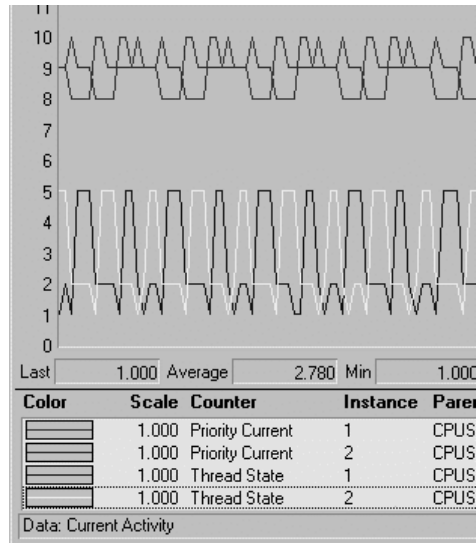 11
10
9
8
7
6
5
4
3
2
1
0
Last 1.000 Average 2.780 Min 1.000
Color Scale Counter Instance Paren
1.000 Priority Current 1 CPUS
1.000 Priority Current 2 CPUS
1.000 Thread State 1 CPUS
1.000 Thread State 2 CPUS
Data: Current Activity